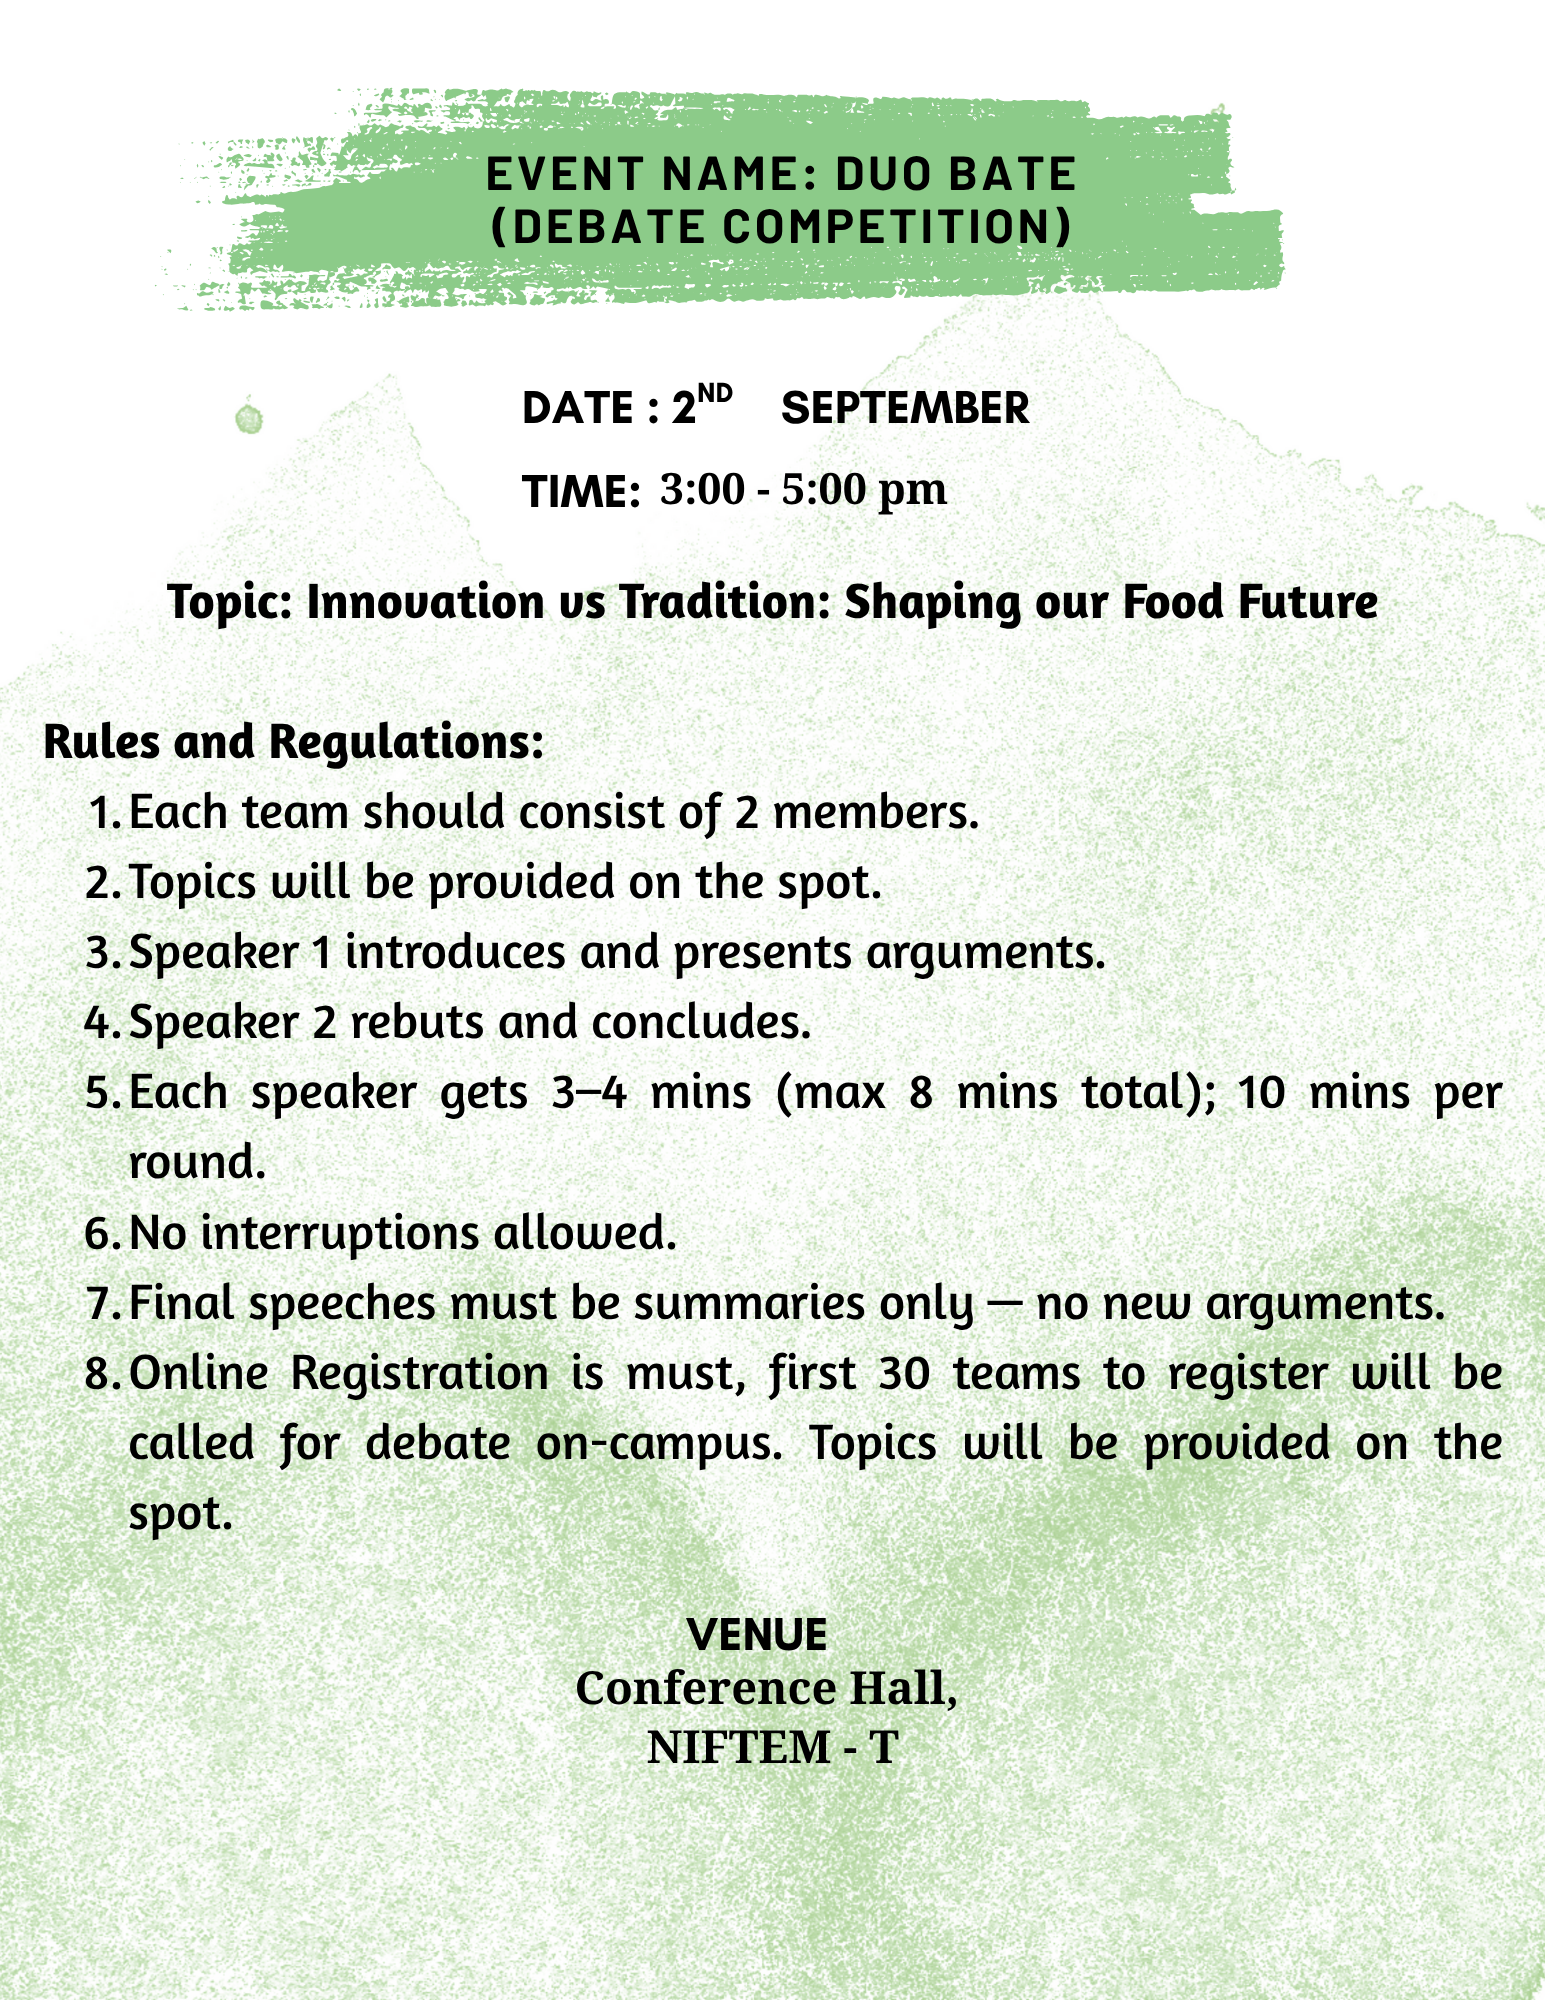 EVENT NAME: DUO BATE
(DEBATE COMPETITION)
DATE : 2ND SEPTEMBER
TIME: 3:00 - 5:00 pm
Topic: Innovation vs Tradition: Shaping our Food Future
Rules and Regulations:
1. Each team should consist of 2 members.
2. Topics will be provided on the spot.
3. Speaker 1 introduces and presents arguments.
4. Speaker 2 rebuts and concludes.
5. Each speaker gets 3–4 mins (max 8 mins total); 10 mins per
round.
6. No interruptions allowed.
7. Final speeches must be summaries only — no new arguments.
8. Online Registration is must, first 30 teams to register will be
called for debate on-campus. Topics will be provided on the
spot.
VENUE
Conference Hall,
NIFTEM - T